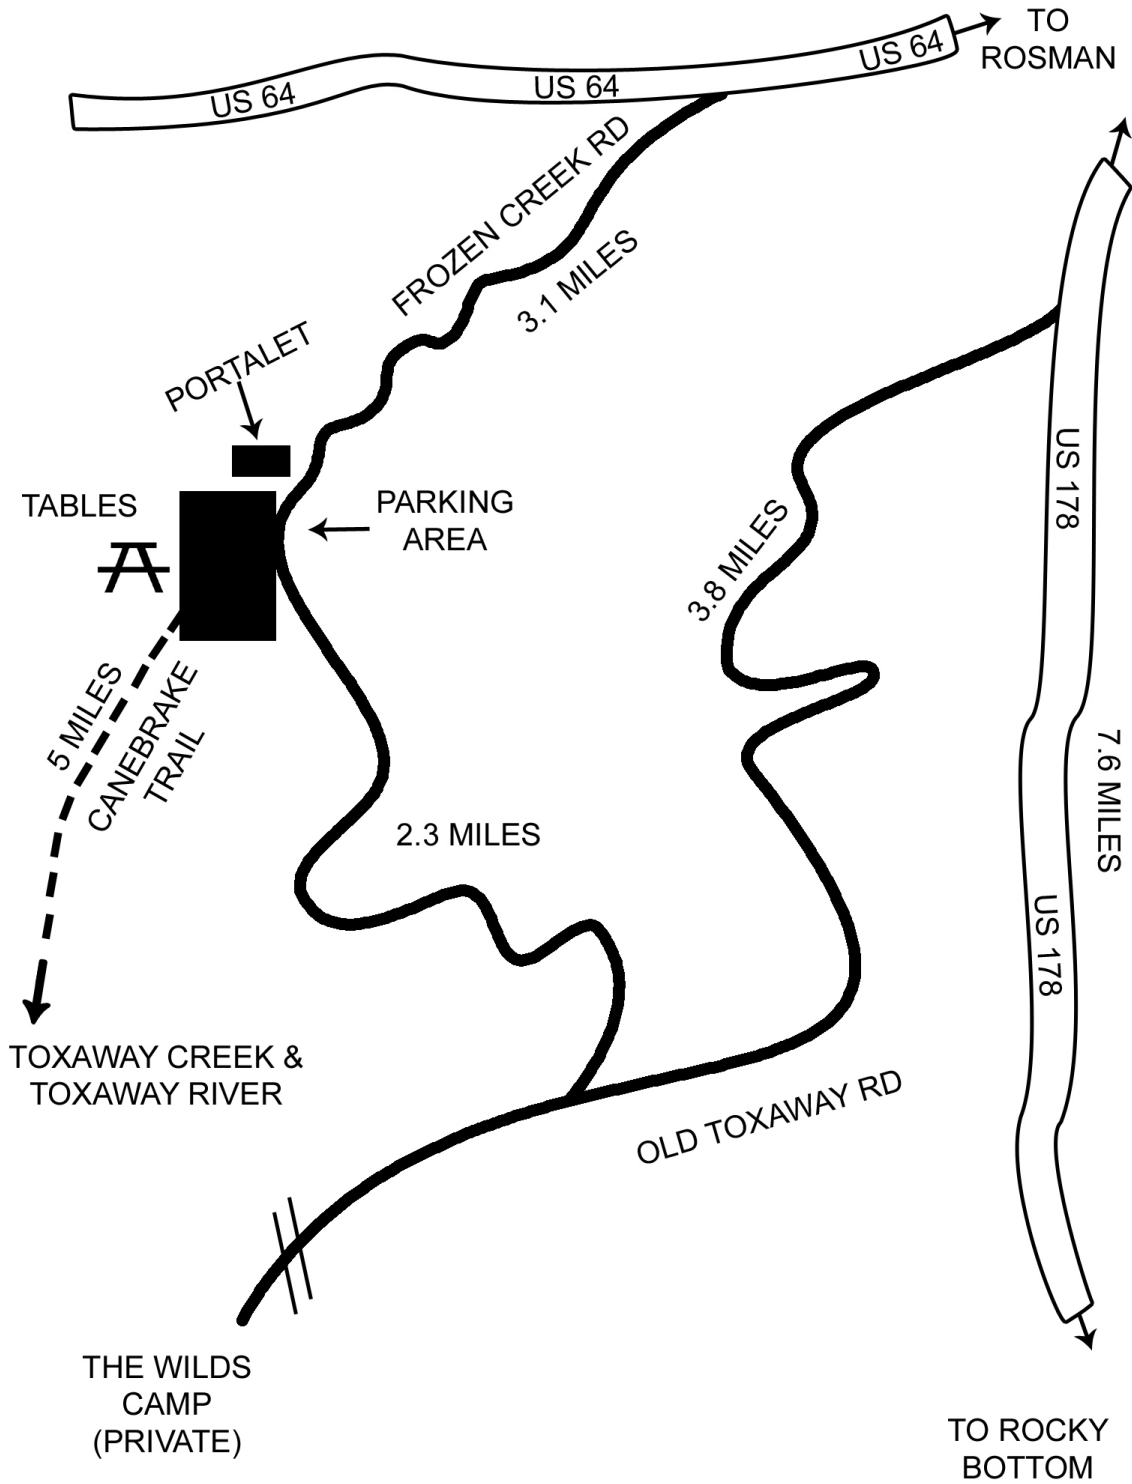 TO
ROSMAN
US 64
US 64
US 64
FROZEN CREEK RD
3.1 MILES
PORTALET
TABLES
PARKING
AREA
US 178
3.8 MILES
5 MILES
CANEBRAKE
TRAIL
7.6 MILES
2.3 MILES
US 178
TOXAWAY CREEK &
TOXAWAY RIVER
OLD TOXAWAY RD
THE WILDS
CAMP
(PRIVATE)
TO ROCKY
BOTTOM